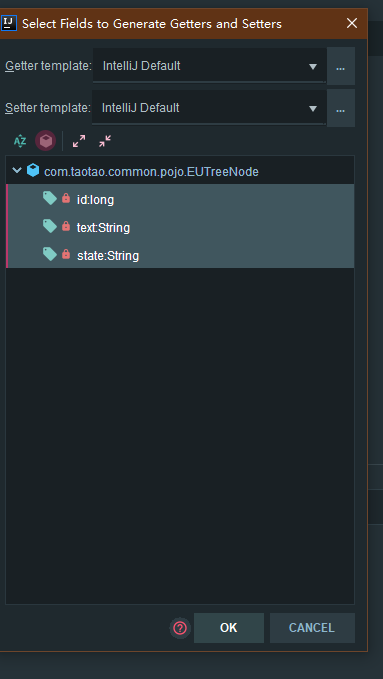 IJ Select Fields to Generate Getters and Setters
Getter template: IntelliJ Default ...
Setter template: IntelliJ Default ...
AZ
com.taotao.common.pojo.EUTreeNode
id:long
text:String
state:String
? OK CANCEL